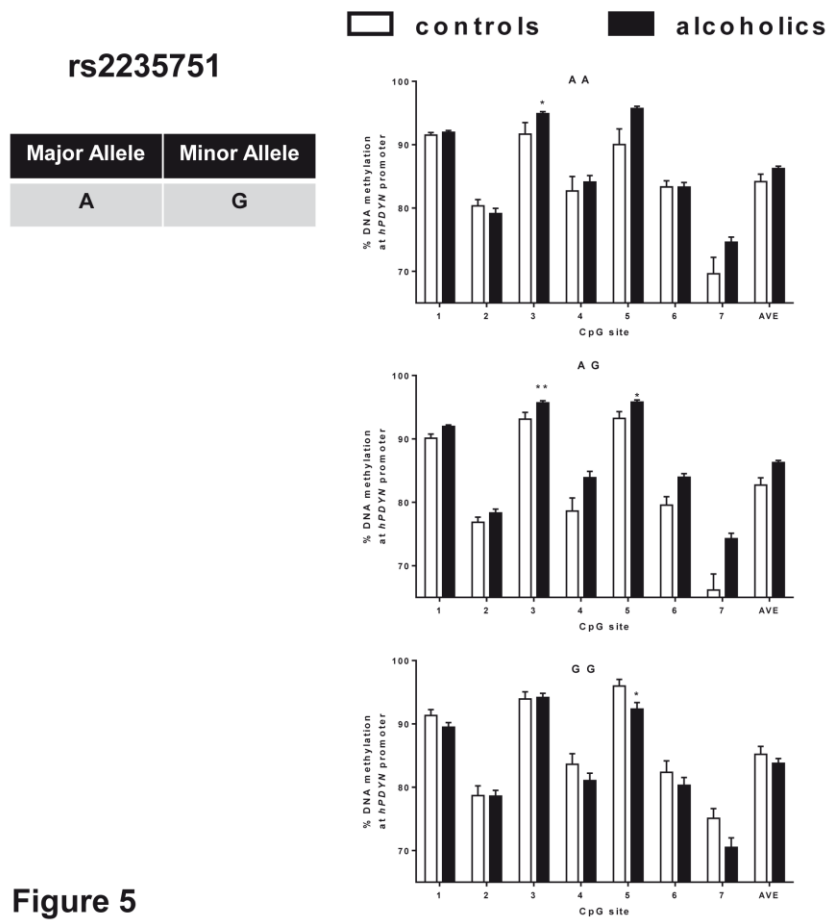 controls alcoholics
rs2235751
Major Allele Minor Allele
A G
A A
% DNA methylation
at hPDYN promoter
100
90
80
70
*
1 2 3 4 5 6 7 AVE
CpG site
A G
% DNA methylation
at hPDYN promoter
100
90
80
70
** *
1 2 3 4 5 6 7 AVE
CpG site
G G
% DNA methylation
at hPDYN promoter
100
90
80
70
*
1 2 3 4 5 6 7 AVE
CpG site
Figure 5